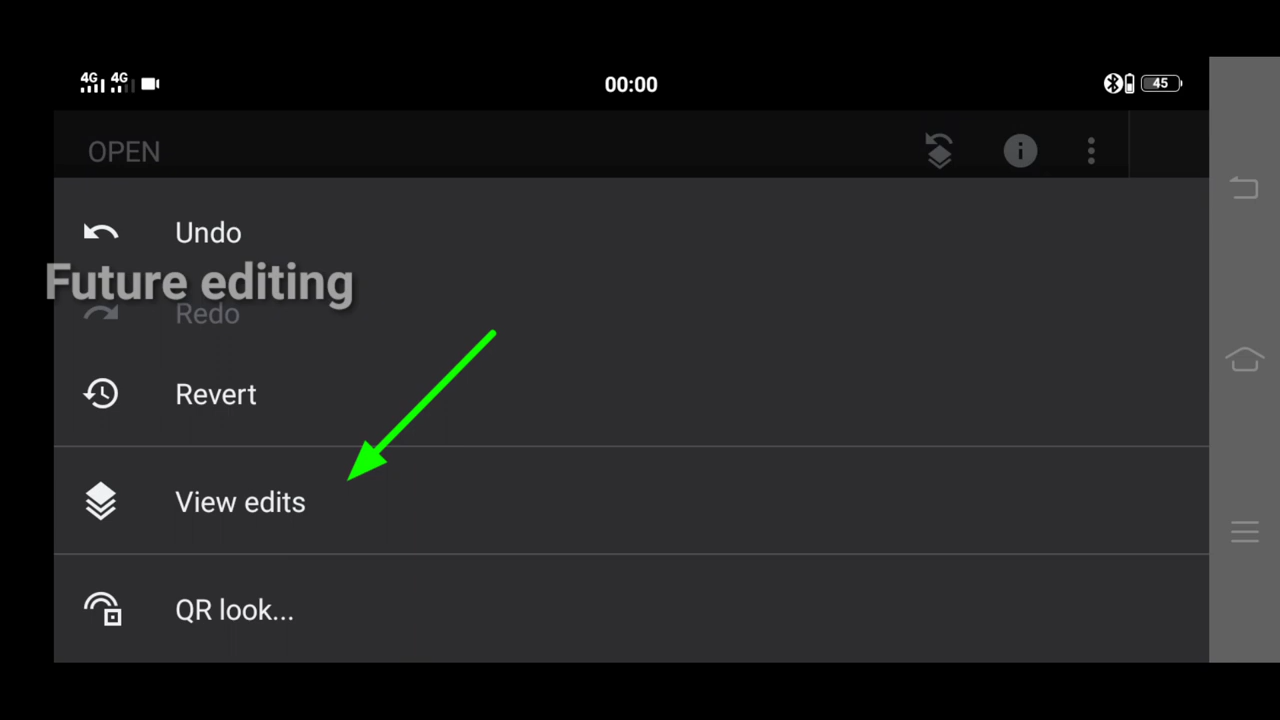 4G 4G 00:00 45
OPEN
Undo
Future editing
Redo
Revert
View edits
QR look...